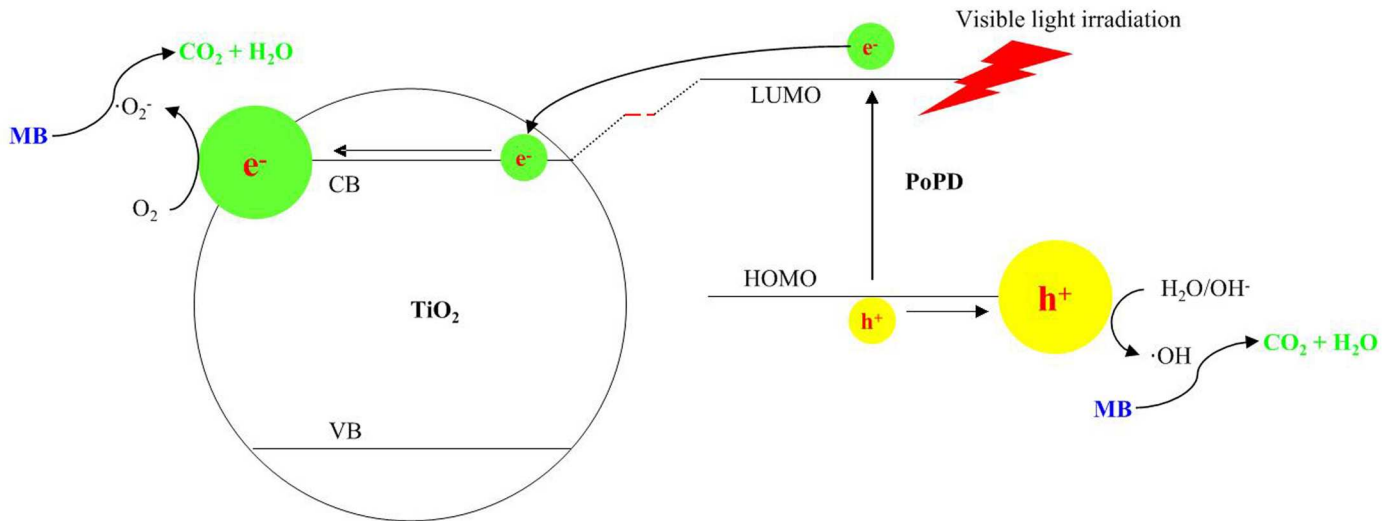 Visible light irradiation
CO₂ + H₂O
e⁻
LUMO
·O₂⁻
MB
e⁻
e⁻
CB
O₂
PoPD
HOMO
h⁺
H₂O/OH⁻
TiO₂
h⁺
·OH
CO₂ + H₂O
MB
VB